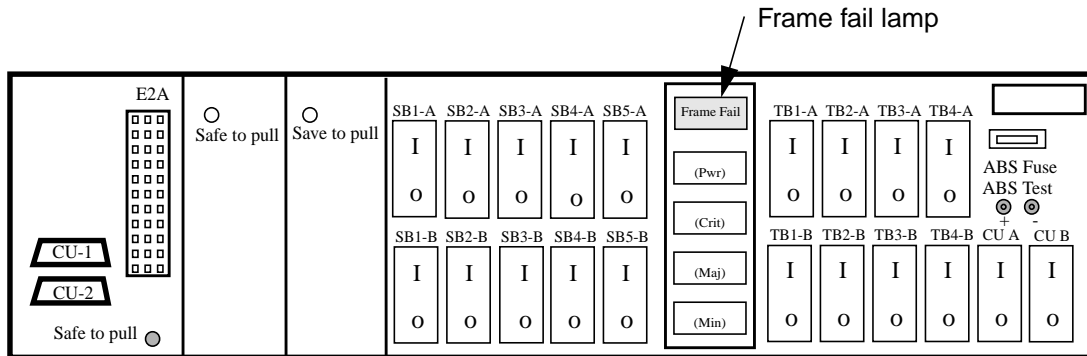 Frame fail lamp
E2A
Safe to pull
Save to pull
SB1-A SB2-A SB3-A SB4-A SB5-A
I I I I I
O O O O O
Frame Fail
(Pwr)
(Crit)
(Maj)
(Min)
TB1-A TB2-A TB3-A TB4-A
I I I I
O O O O
ABS Fuse
ABS Test
+ -
CU-1
CU-2
Safe to pull
SB1-B SB2-B SB3-B SB4-B SB5-B
I I I I I
O O O O O
TB1-B TB2-B TB3-B TB4-B CU A CU B
I I I I I I
O O O O O O